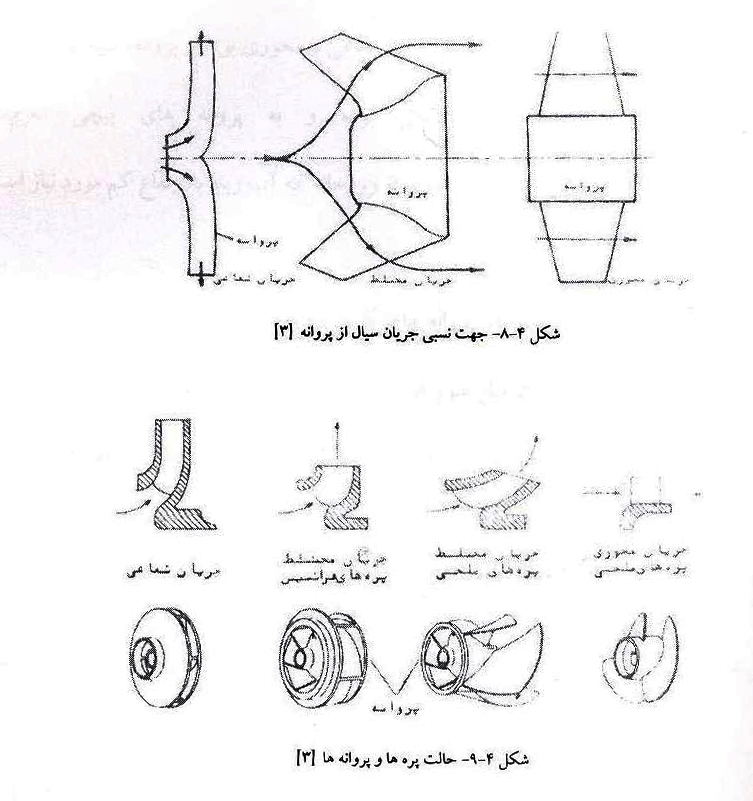 پروانه
پروانه
پروانه
جریان شعاعی
جریان مختلط
شکل ۴-۸- جهت نسبی جریان سیال از پروانه [۳]
جریان شعاعی
جریان مختلط
پره های فرانسیس
جریان مختلط
پره های ملخی
جریان محوری
پره های ملخی
پروانه
شکل ۴-۹- حالت پره ها و پروانه ها [۳]